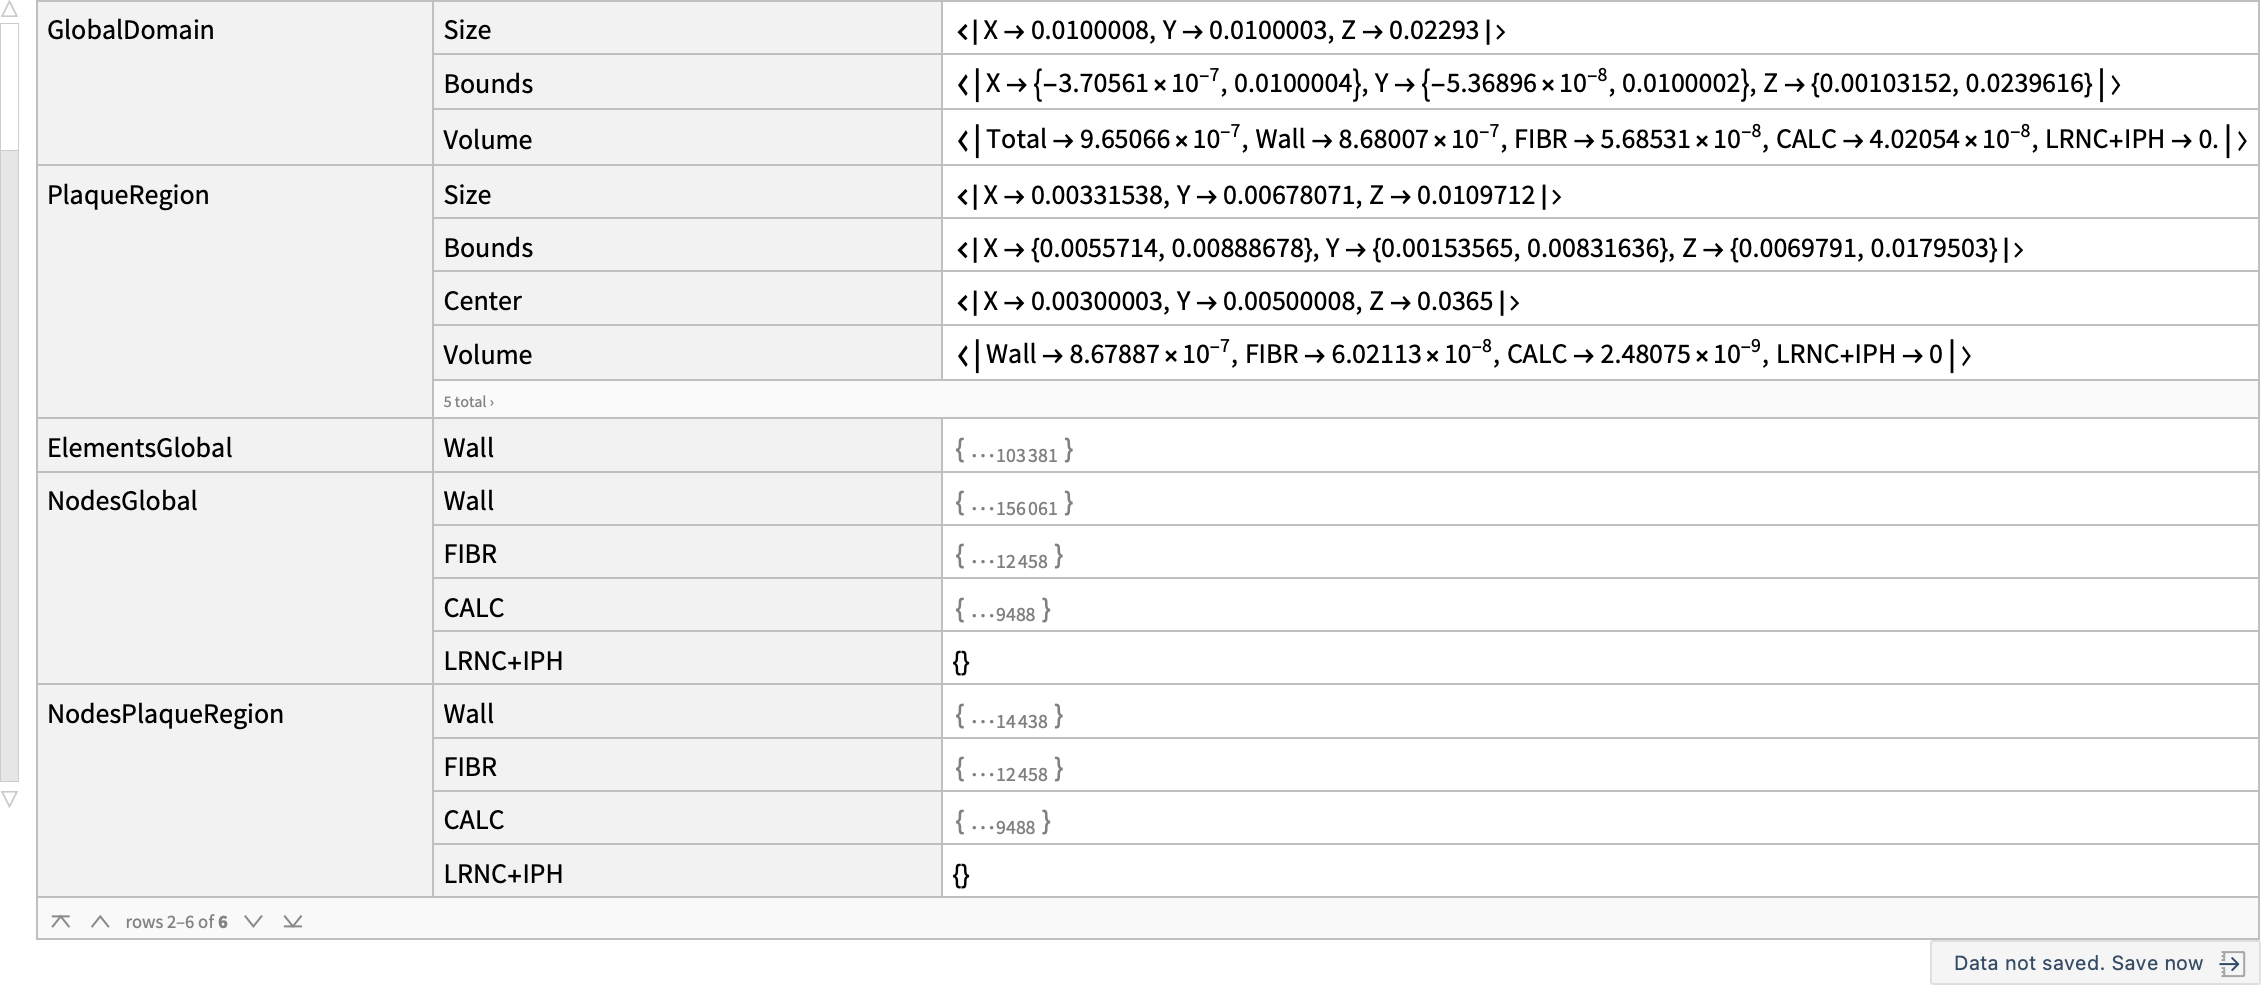 GlobalDomain Size <|X → 0.0100008, Y → 0.0100003, Z → 0.02293|>
Bounds <|X → {−3.70561 × 10⁻⁷, 0.0100004}, Y → {−5.36896 × 10⁻⁸, 0.0100002}, Z → {0.00103152, 0.0239616}|>
Volume <|Total → 9.65066 × 10⁻⁷, Wall → 8.68007 × 10⁻⁷, FIBR → 5.68531 × 10⁻⁸, CALC → 4.02054 × 10⁻⁸, LRNC+IPH → 0.|>
PlaqueRegion Size <|X → 0.00331538, Y → 0.00678071, Z → 0.0109712|>
Bounds <|X → {0.0055714, 0.00888678}, Y → {0.00153565, 0.00831636}, Z → {0.0069791, 0.0179503}|>
Center <|X → 0.00300003, Y → 0.00500008, Z → 0.0365|>
Volume <|Wall → 8.67887 × 10⁻⁷, FIBR → 6.02113 × 10⁻⁸, CALC → 2.48075 × 10⁻⁹, LRNC+IPH → 0|>
5 total ›
ElementsGlobal Wall {…103381}
NodesGlobal Wall {…156061}
FIBR {…12458}
CALC {…9488}
LRNC+IPH {}
NodesPlaqueRegion Wall {…14438}
FIBR {…12458}
CALC {…9488}
LRNC+IPH {}
rows 2–6 of 6
Data not saved. Save now